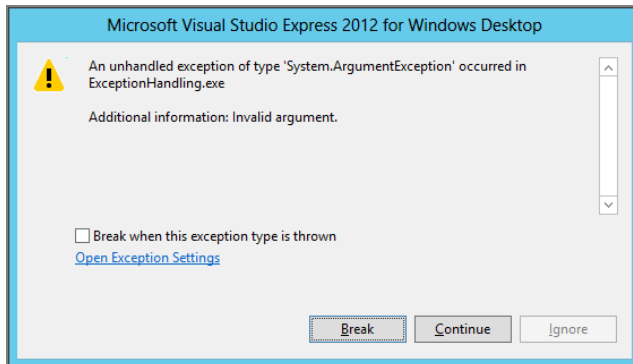 Microsoft Visual Studio Express 2012 for Windows Desktop
An unhandled exception of type 'System.ArgumentException' occurred in
ExceptionHandling.exe
Additional information: Invalid argument.
Break when this exception type is thrown
Open Exception Settings
Break Continue Ignore